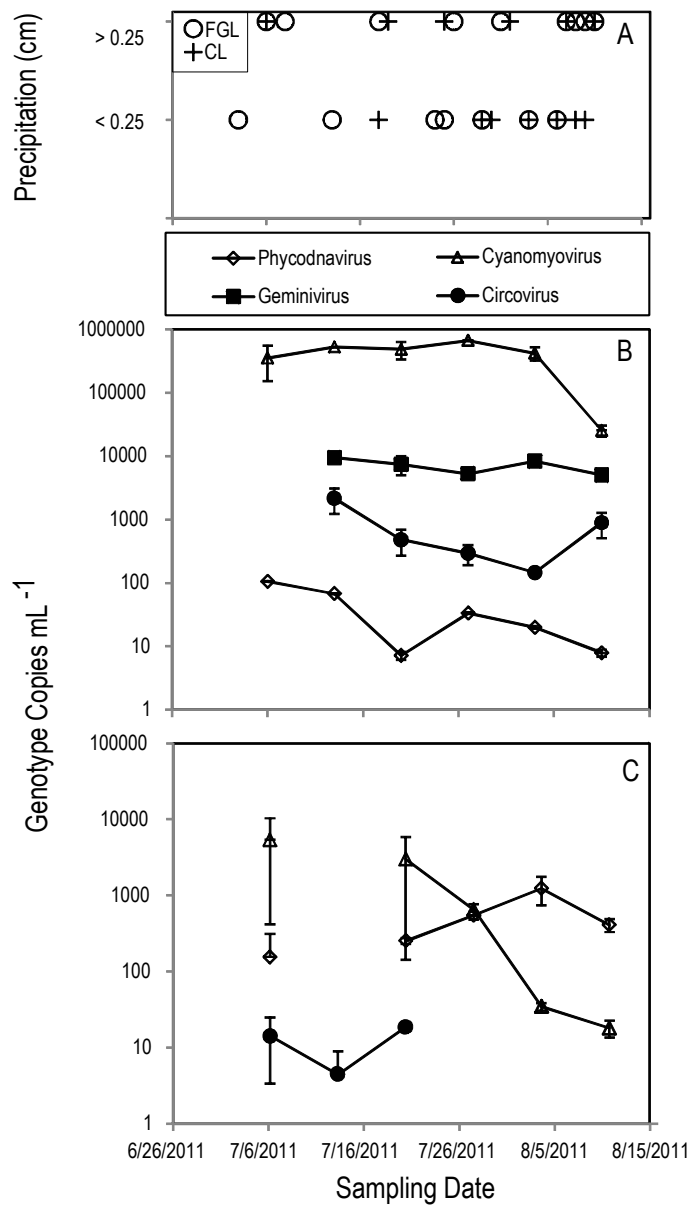 Precipitation (cm)
> 0.25
< 0.25
FGL
CL
A
Phycodnavirus
Cyanomyovirus
Geminivirus
Circovirus
Genotype Copies mL -1
B
1000000
100000
10000
1000
100
10
1
C
100000
10000
1000
100
10
1
6/26/2011 7/6/2011 7/16/2011 7/26/2011 8/5/2011 8/15/2011
Sampling Date